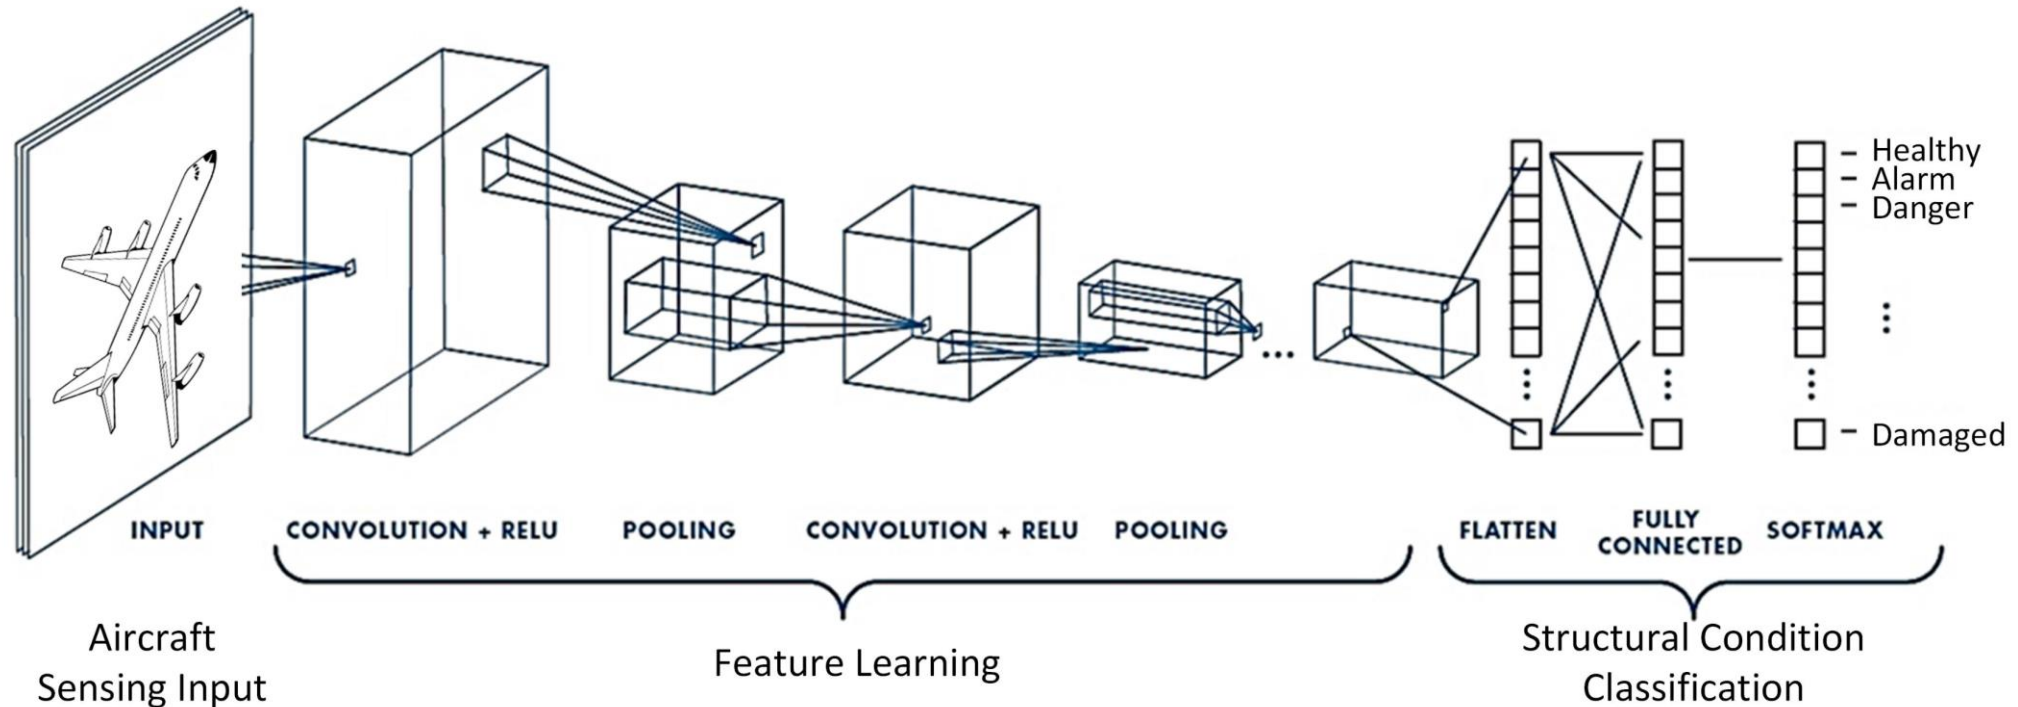 Healthy
Alarm
Danger
Damaged
INPUT
CONVOLUTION + RELU
POOLING
CONVOLUTION + RELU
POOLING
FLATTEN
FULLY
CONNECTED
SOFTMAX
Aircraft
Sensing Input
Feature Learning
Structural Condition
Classification